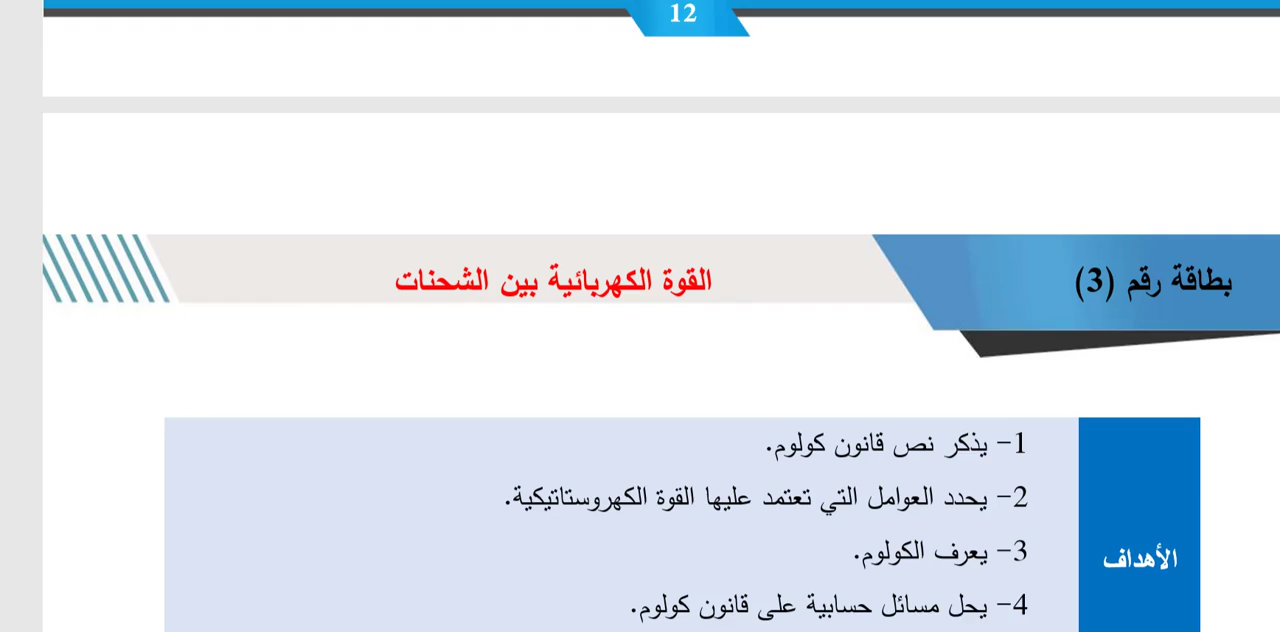 12
بطاقة رقم (3)
القوة الكهربائية بين الشحنات
الأهداف
1- يذكر نص قانون كولوم.
2- يحدد العوامل التي تعتمد عليها القوة الكهروستاتيكية.
3- يعرف الكولوم.
4- يحل مسائل حسابية على قانون كولوم.